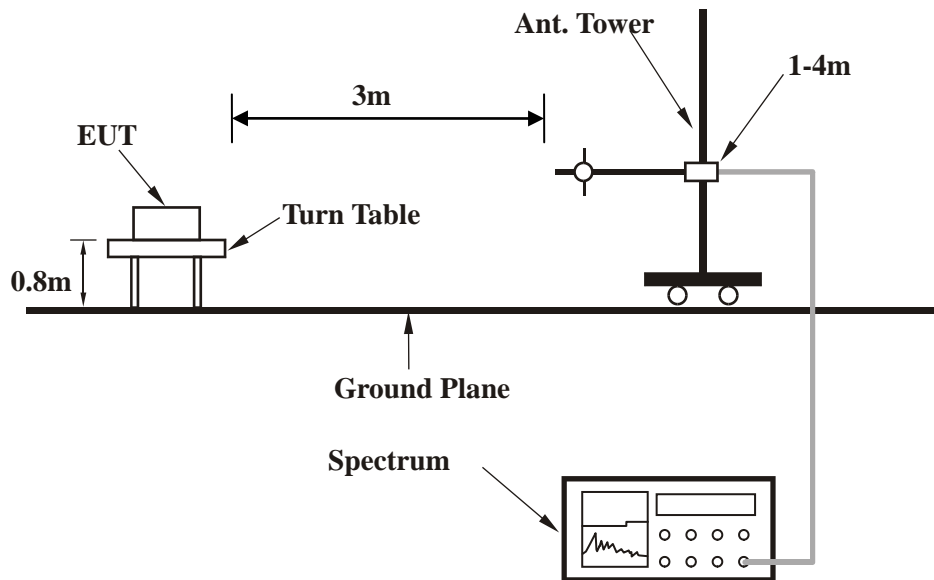 Ant. Tower
1-4m
3m
EUT
Turn Table
0.8m
Ground Plane
Spectrum